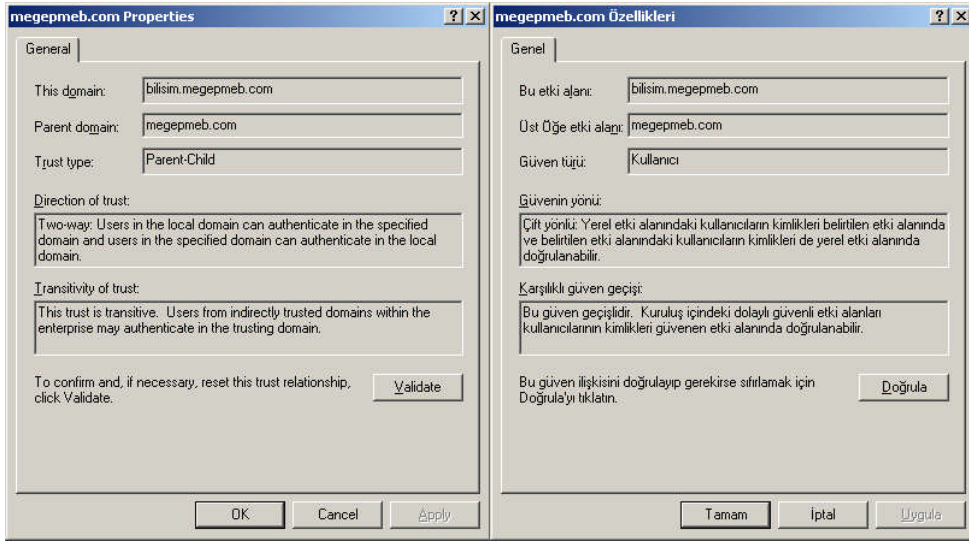 megepmeb.com Properties
General
This domain: bilisim.megepmeb.com
Parent domain: megepmeb.com
Trust type: Parent-Child
Direction of trust:
Two-way: Users in the local domain can authenticate in the specified
domain and users in the specified domain can authenticate in the local
domain.
Transitivity of trust:
This trust is transitive. Users from indirectly trusted domains within the
enterprise may authenticate in the trusting domain.
To confirm and, if necessary, reset this trust relationship,
click Validate.
Validate
OK Cancel Apply
megepmeb.com Özellikleri
Genel
Bu etki alanı: bilisim.megepmeb.com
Üst Öğe etki alanı: megepmeb.com
Güven türü: Kullanıcı
Güvenin yönü:
Çift yönlü: Yerel etki alanındaki kullanıcıların kimlikleri belirtilen etki alanında
ve belirtilen etki alanındaki kullanıcıların kimlikleri de yerel etki alanında
doğrulanabilir.
Karşılıklı güven geçişi:
Bu güven geçişlidir. Kuruluş içindeki dolaylı güvenli etki alanları
kullanıcılarının kimlikleri güvenen etki alanında doğrulanabilir.
Bu güven ilişkisini doğrulayıp gerekirse sıfırlamak için
Doğrula'yı tıklatın.
Doğrula
Tamam İptal Uygula